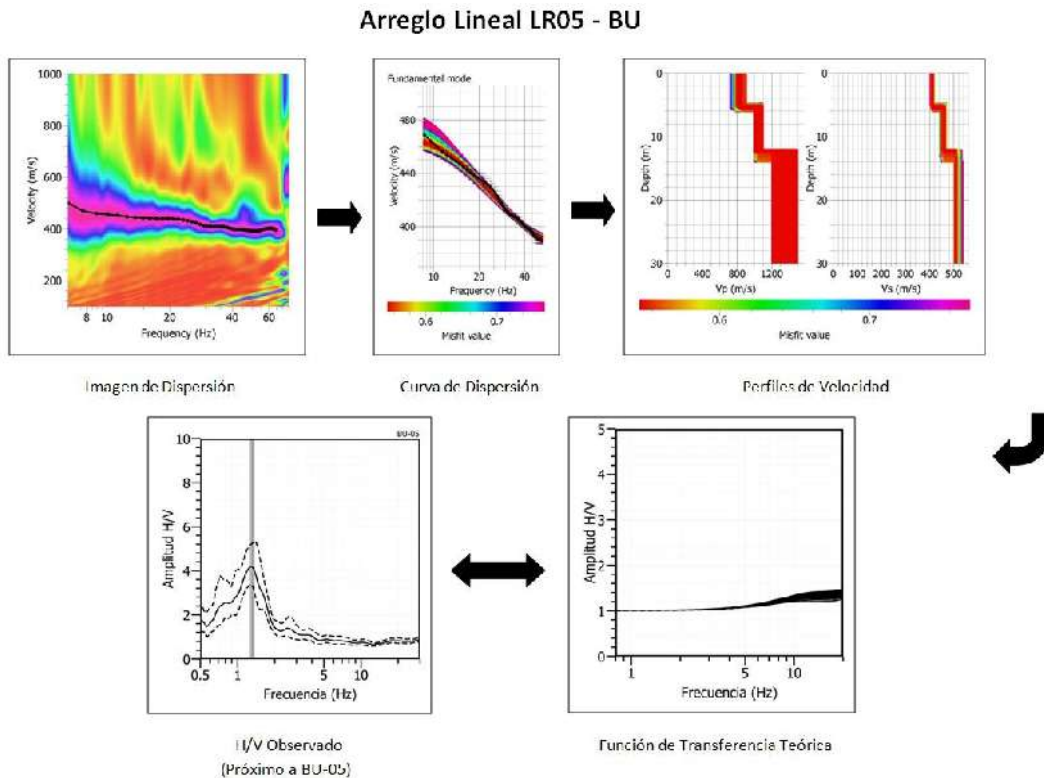 Arreglo Lineal LR05 - BU
1000
800
600
400
200
Velocity (m/s)
8 10 20 40 60
Frequency (Hz)
Imagen de Dispersión
Fundamental mode
480
440
400
Velocity (m/s)
10 20 40
Frequency (Hz)
0.6 0.7
Misfit value
Curva de Dispersión
0
10
20
30
Depth (m)
0 400 800 1200
Vp (m/s)
0
10
20
30
Depth (m)
0 100 200 300 400 500
Vs (m/s)
0.6 0.7
Misfit value
Perfiles de Velocidad
BU-05
10
8
6
4
2
0
Amplitud H/V
0.5 1 5 10
Frecuencia (Hz)
H/V Observado
(Próximo a BU-05)
5
4
3
2
1
0
Amplitud H/V
1 5 10
Frecuencia (Hz)
Función de Transferencia Teórica